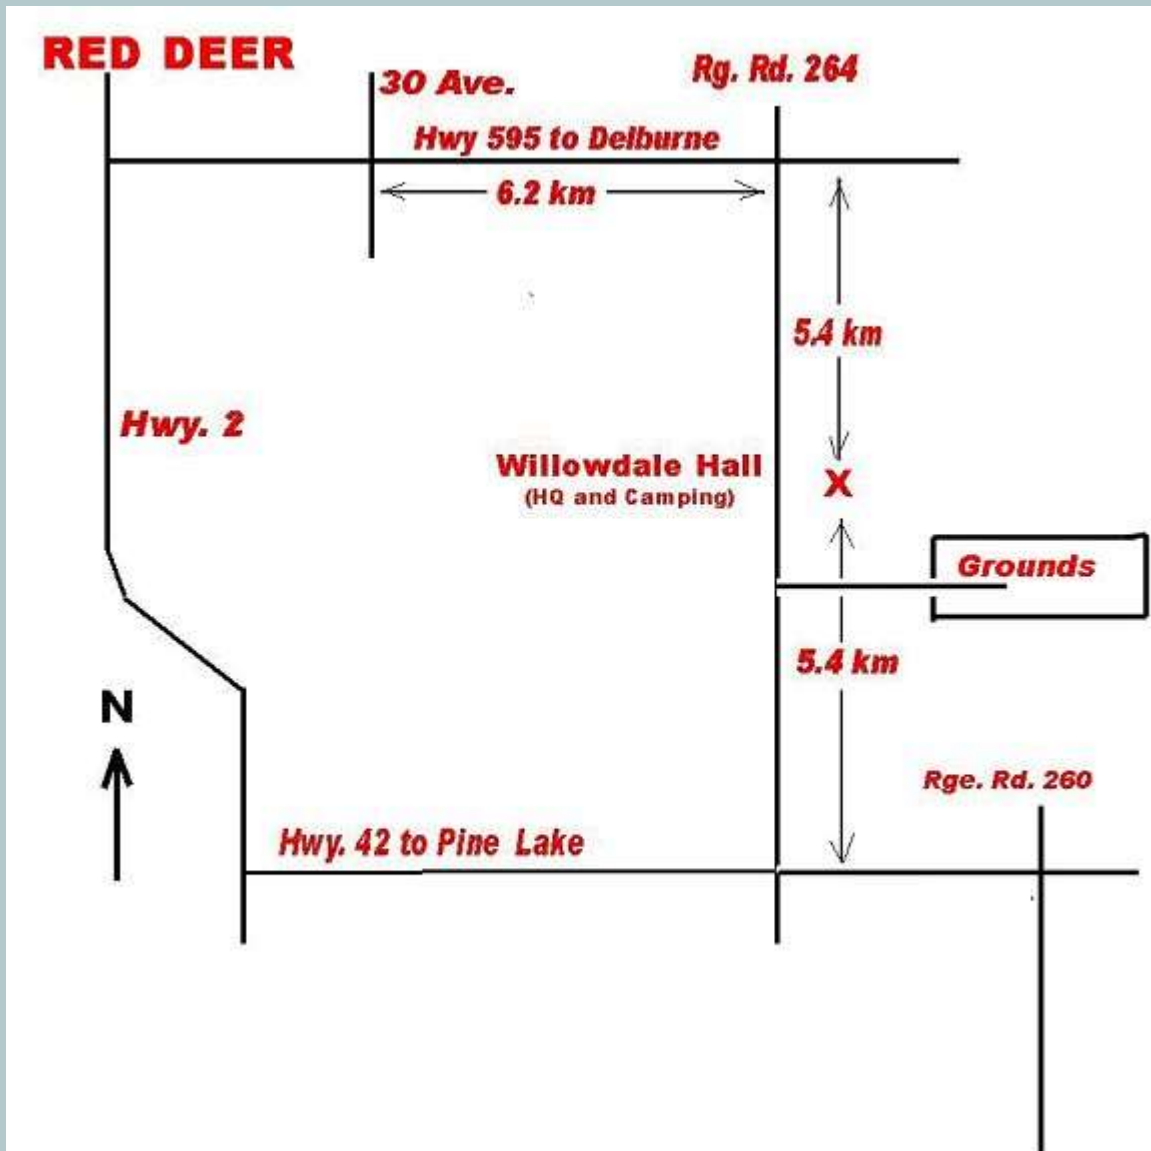 RED DEER
30 Ave.
Rg. Rd. 264
Hwy 595 to Delburne
6.2 km
5.4 km
Hwy. 2
Willowdale Hall
(HQ and Camping)
X
Grounds
5.4 km
N
Rge. Rd. 260
Hwy. 42 to Pine Lake